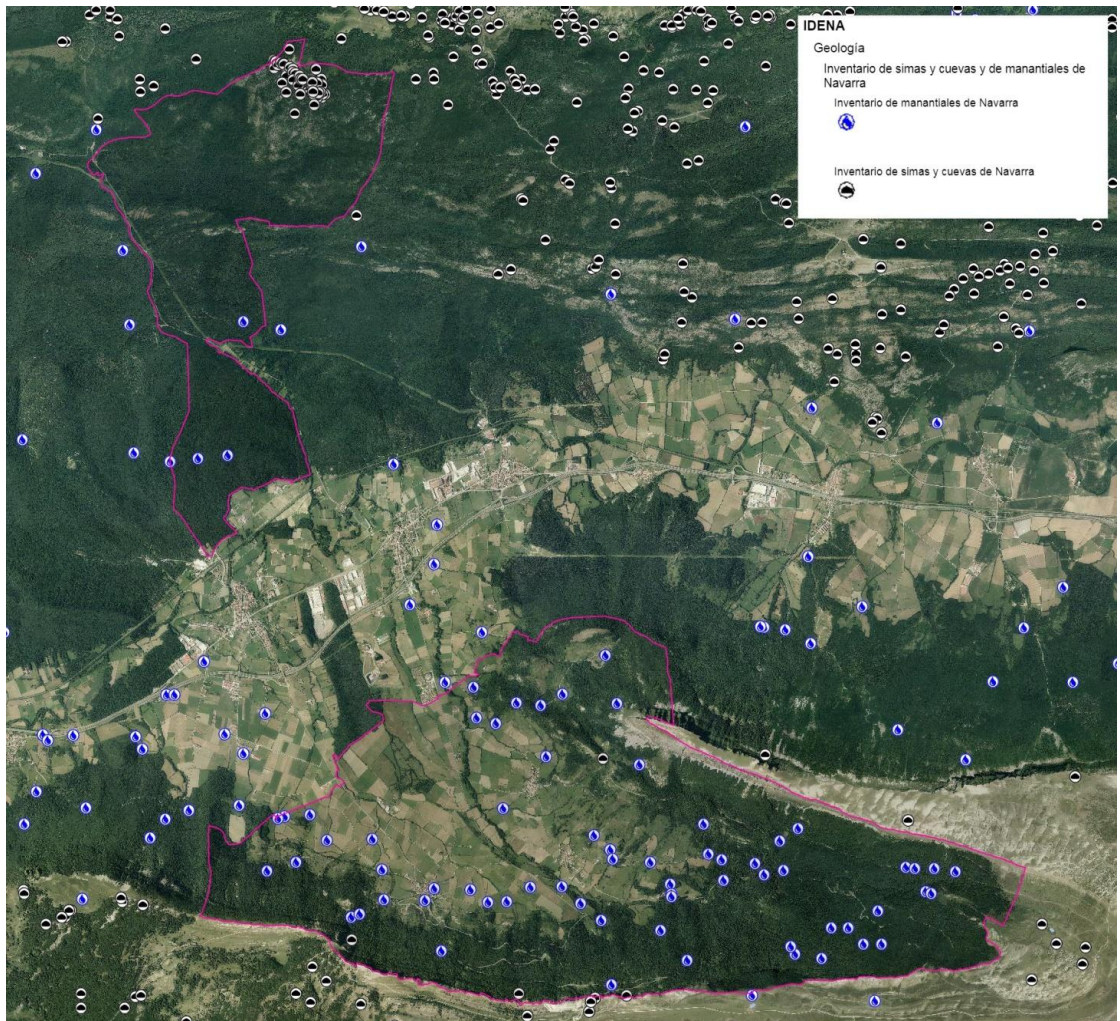 IDENA
Geología
Inventario de simas y cuevas y de manantiales de
Navarra
Inventario de manantiales de Navarra
Inventario de simas y cuevas de Navarra